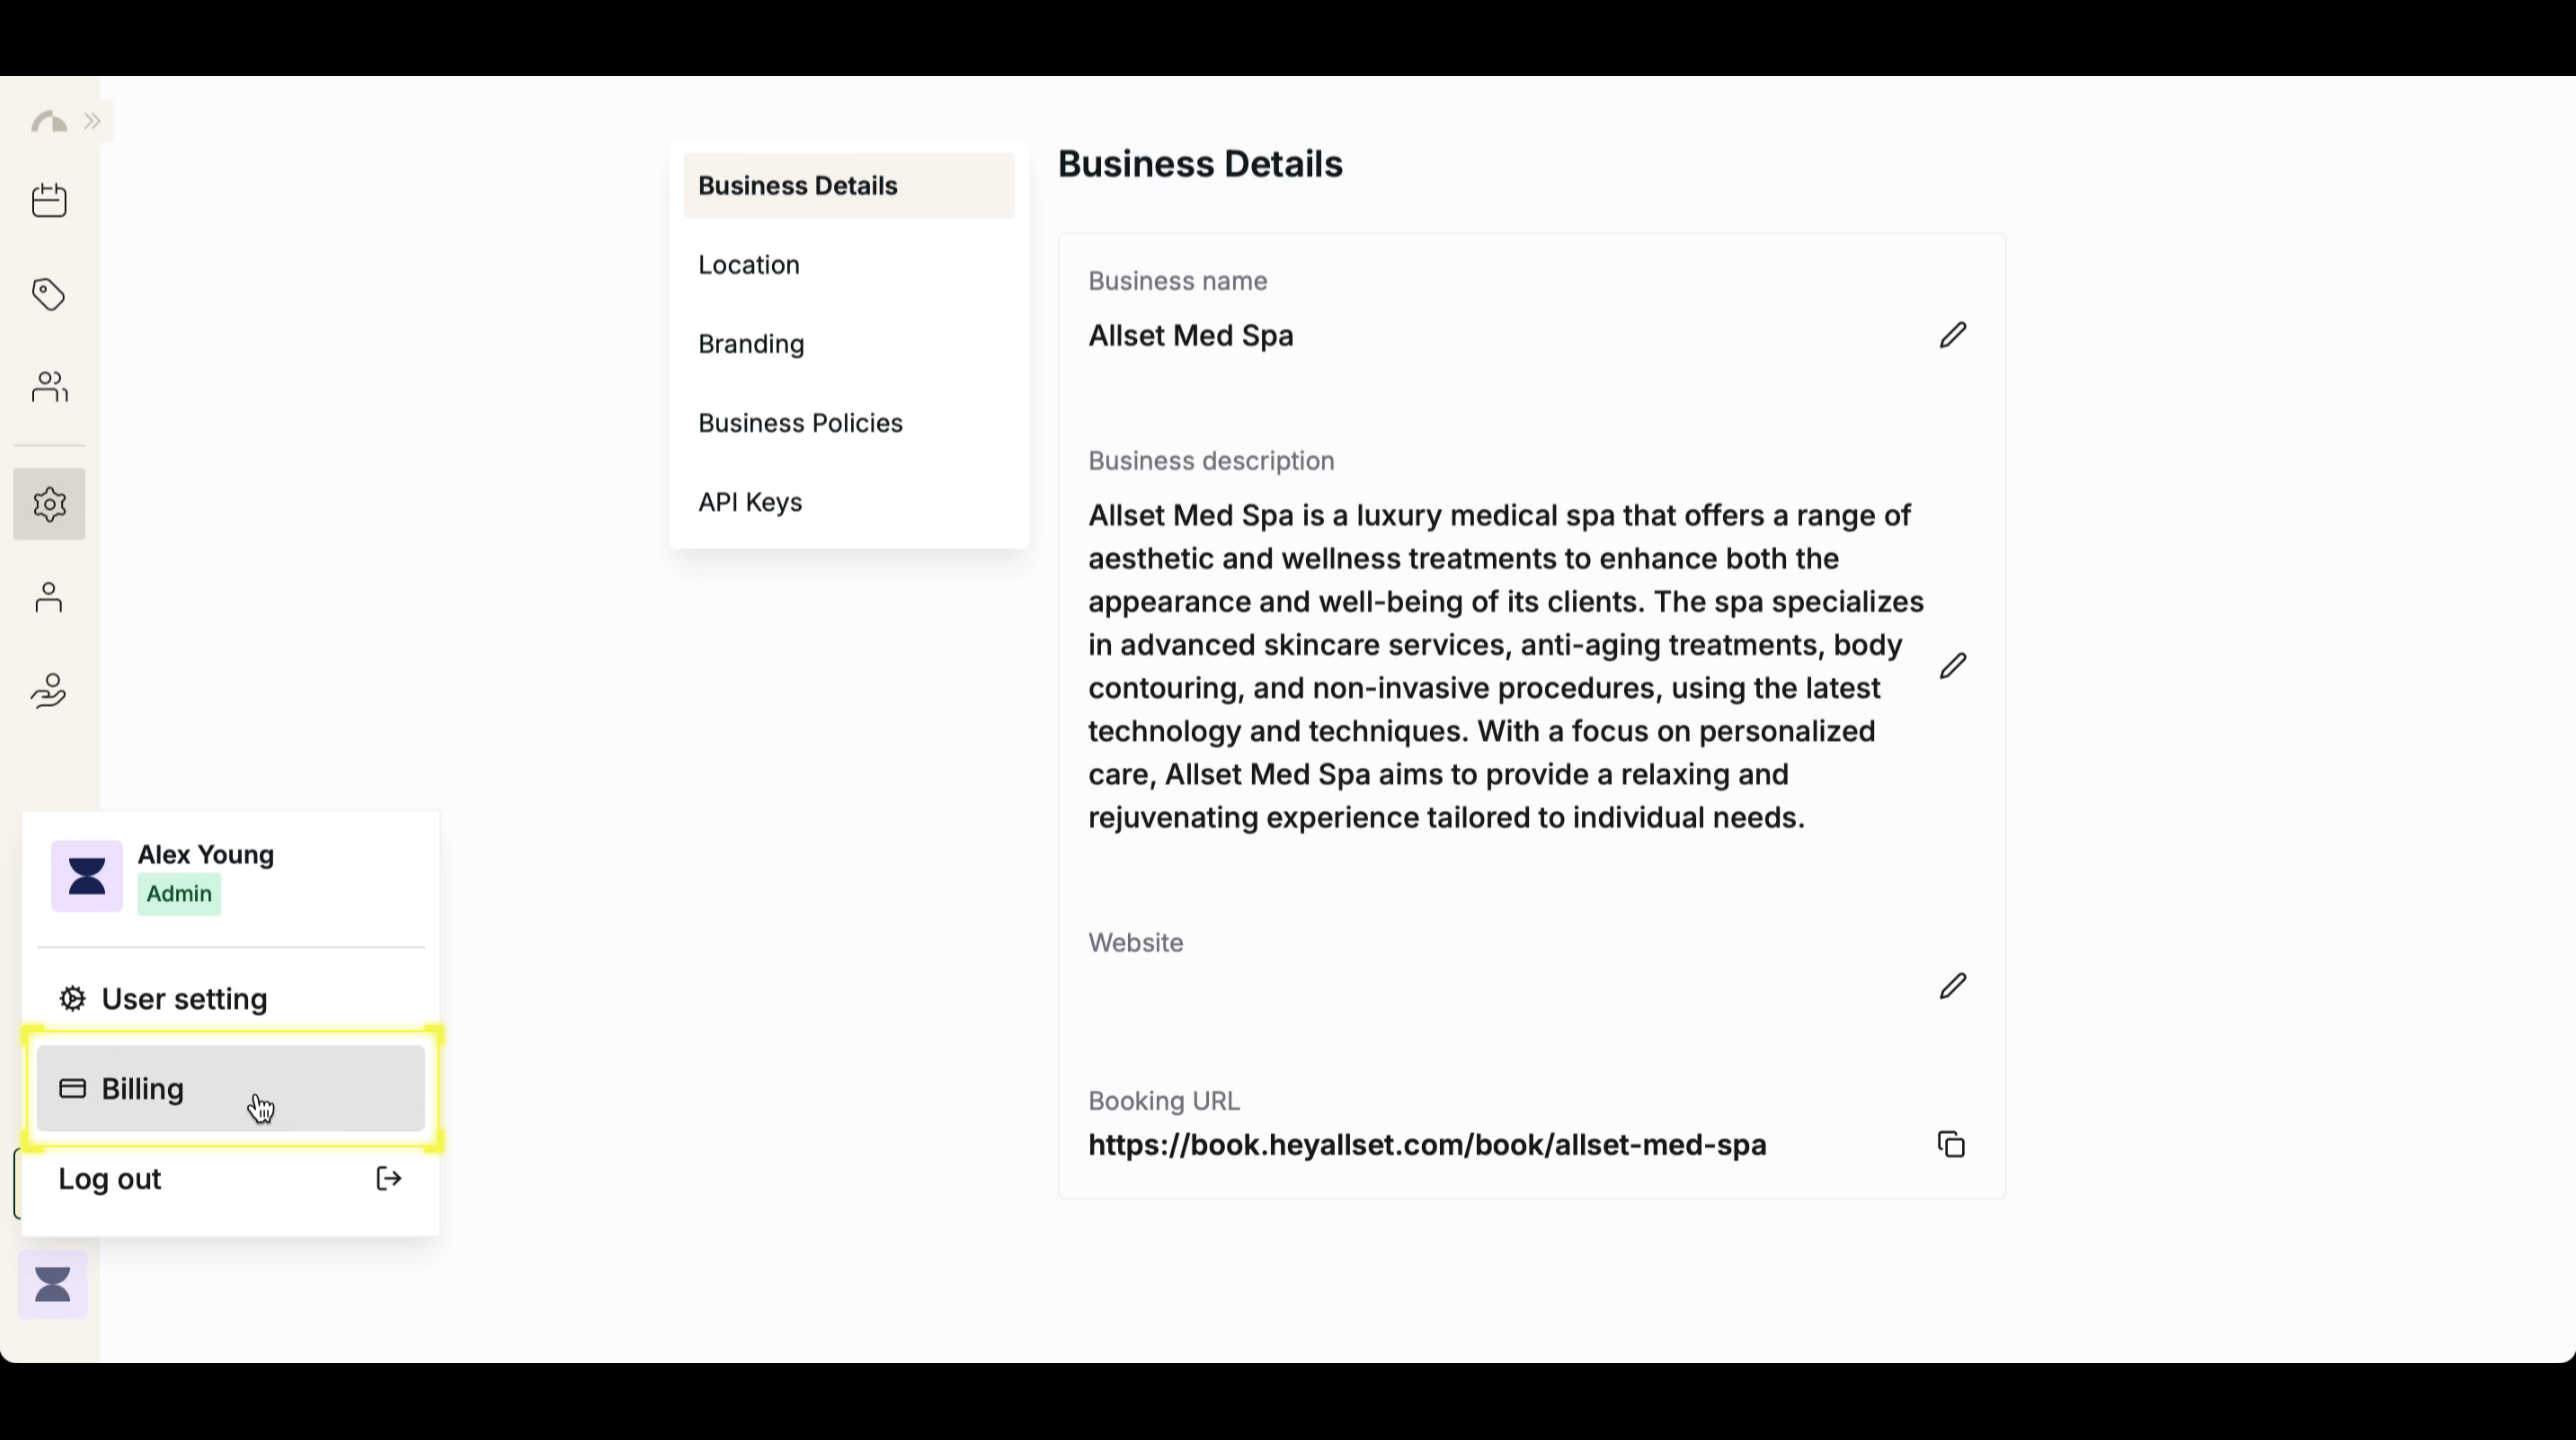 Business Details
Location
Branding
Business Policies
API Keys
Business Details
Business name
Allset Med Spa
Business description
Allset Med Spa is a luxury medical spa that offers a range of
aesthetic and wellness treatments to enhance both the
appearance and well-being of its clients. The spa specializes
in advanced skincare services, anti-aging treatments, body
contouring, and non-invasive procedures, using the latest
technology and techniques. With a focus on personalized
care, Allset Med Spa aims to provide a relaxing and
rejuvenating experience tailored to individual needs.
Website
Booking URL
https://book.heyallset.com/book/allset-med-spa
Alex Young
Admin
User setting
Billing
Log out